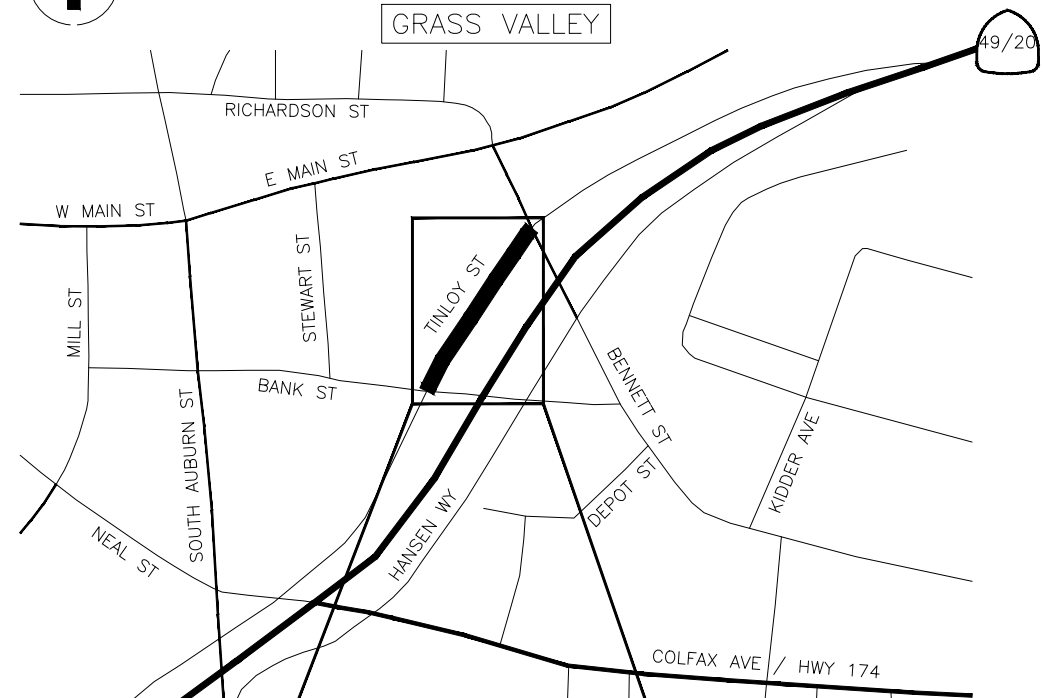 GRASS VALLEY
49/20
RICHARDSON ST
E MAIN ST
W MAIN ST
STEWART ST
TINLOY ST
MILL ST
BENNETT ST
BANK ST
SOUTH AUBURN ST
KIDDER AVE
DEPOT ST
HANSEN WY
NEAL ST
COLFAX AVE / HWY 174